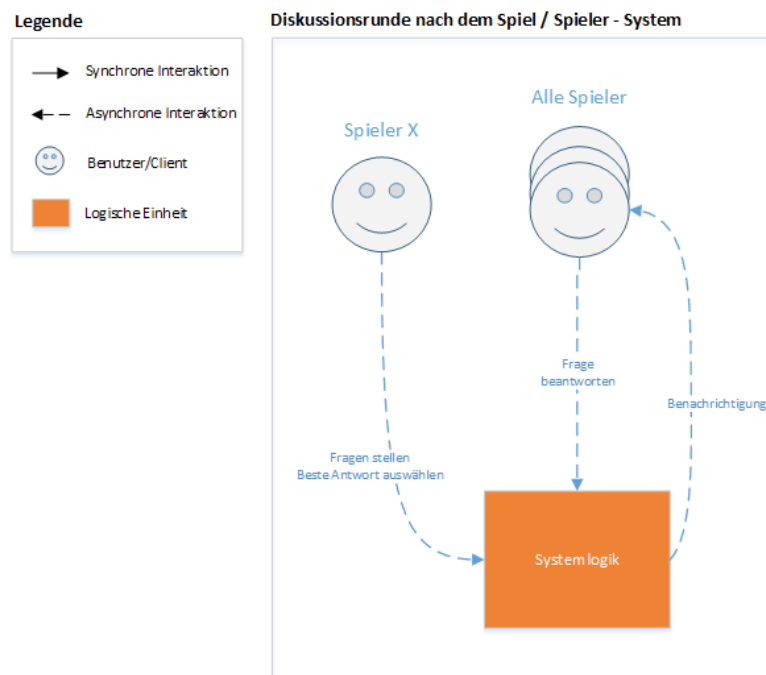 Legende
Synchrone Interaktion
Asynchrone Interaktion
Benutzer/Client
Logische Einheit
Diskussionsrunde nach dem Spiel / Spieler - System
Alle Spieler
Spieler X
Frage
beantworten
Benachrichtigung
Fragen stellen
Beste Antwort auswählen
Systemlogik